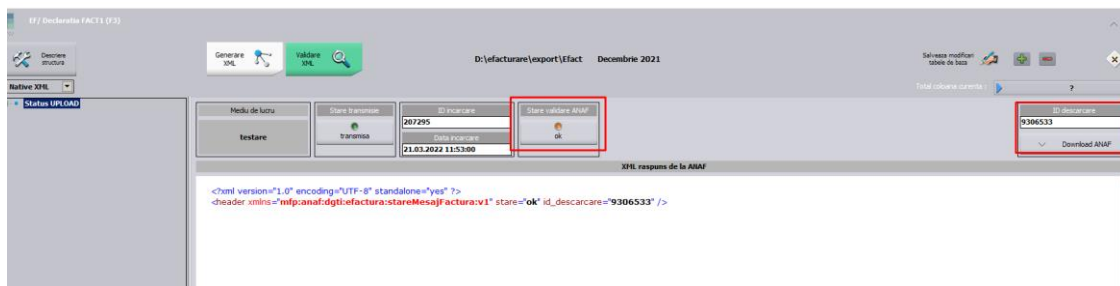 EF/ Declaratia FACT1 (F3)
Descriere structura
Generare XML
Validare XML
D:\efacturare\export\Efact Decembrie 2021
Salveaza modificari tabele de baza
Native XML
Total coloana curenta :
?
Status UPLOAD
Mediu de lucru
testare
Stare transmisie
transmisa
ID incarcare
207295
Data incarcare
21.03.2022 11:53:00
Stare validare ANAF
ok
ID descarcare
9306533
Download ANAF
XML raspuns de la ANAF
<?xml version="1.0" encoding="UTF-8" standalone="yes" ?>
<header xmlns="mfp:anaf:dgti:efactura:stareMesajFactura:v1" stare="ok" id_descarcare="9306533" />